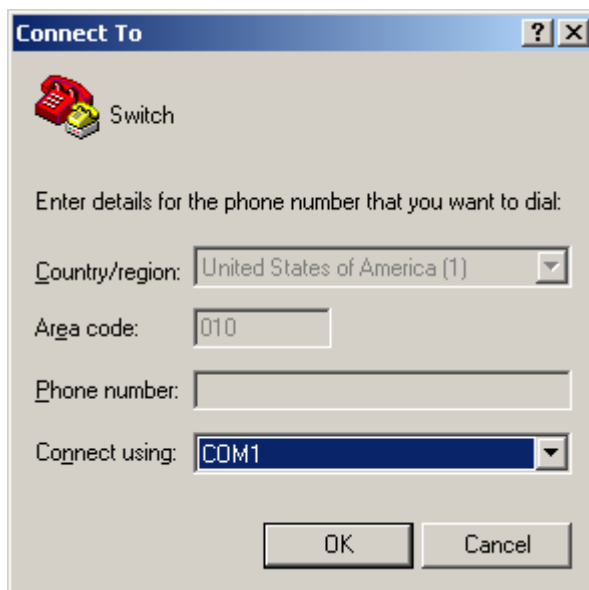 Connect To
Switch
Enter details for the phone number that you want to dial:
Country/region: United States of America (1)
Area code: 010
Phone number:
Connect using: COM1
OK Cancel